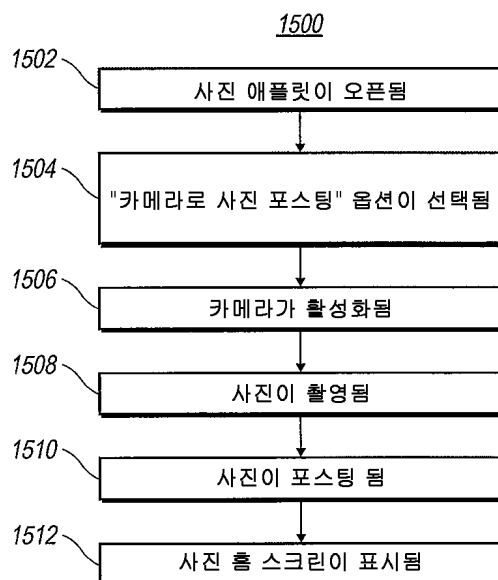 1500
1502
사진 애플릿이 오픈됨
1504
"카메라로 사진 포스팅" 옵션이 선택됨
1506
카메라가 활성화됨
1508
사진이 촬영됨
1510
사진이 포스팅 됨
1512
사진 홈 스크린이 표시됨